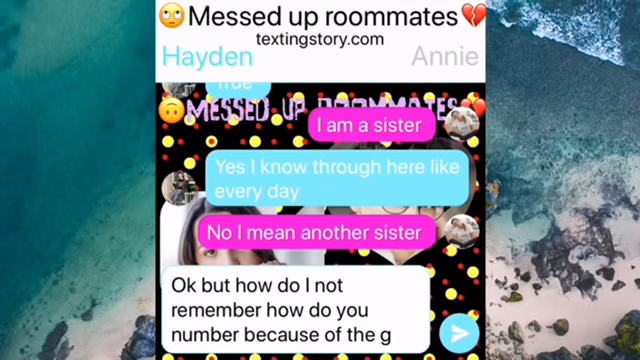 🙄Messed up roommates💔
textingstory.com
Hayden Annie
True
🙃MESSED UP ROOMMATES💔
I am a sister
Yes I know through here like
every day
No I mean another sister
Ok but how do I not
remember how do you
number because of the g